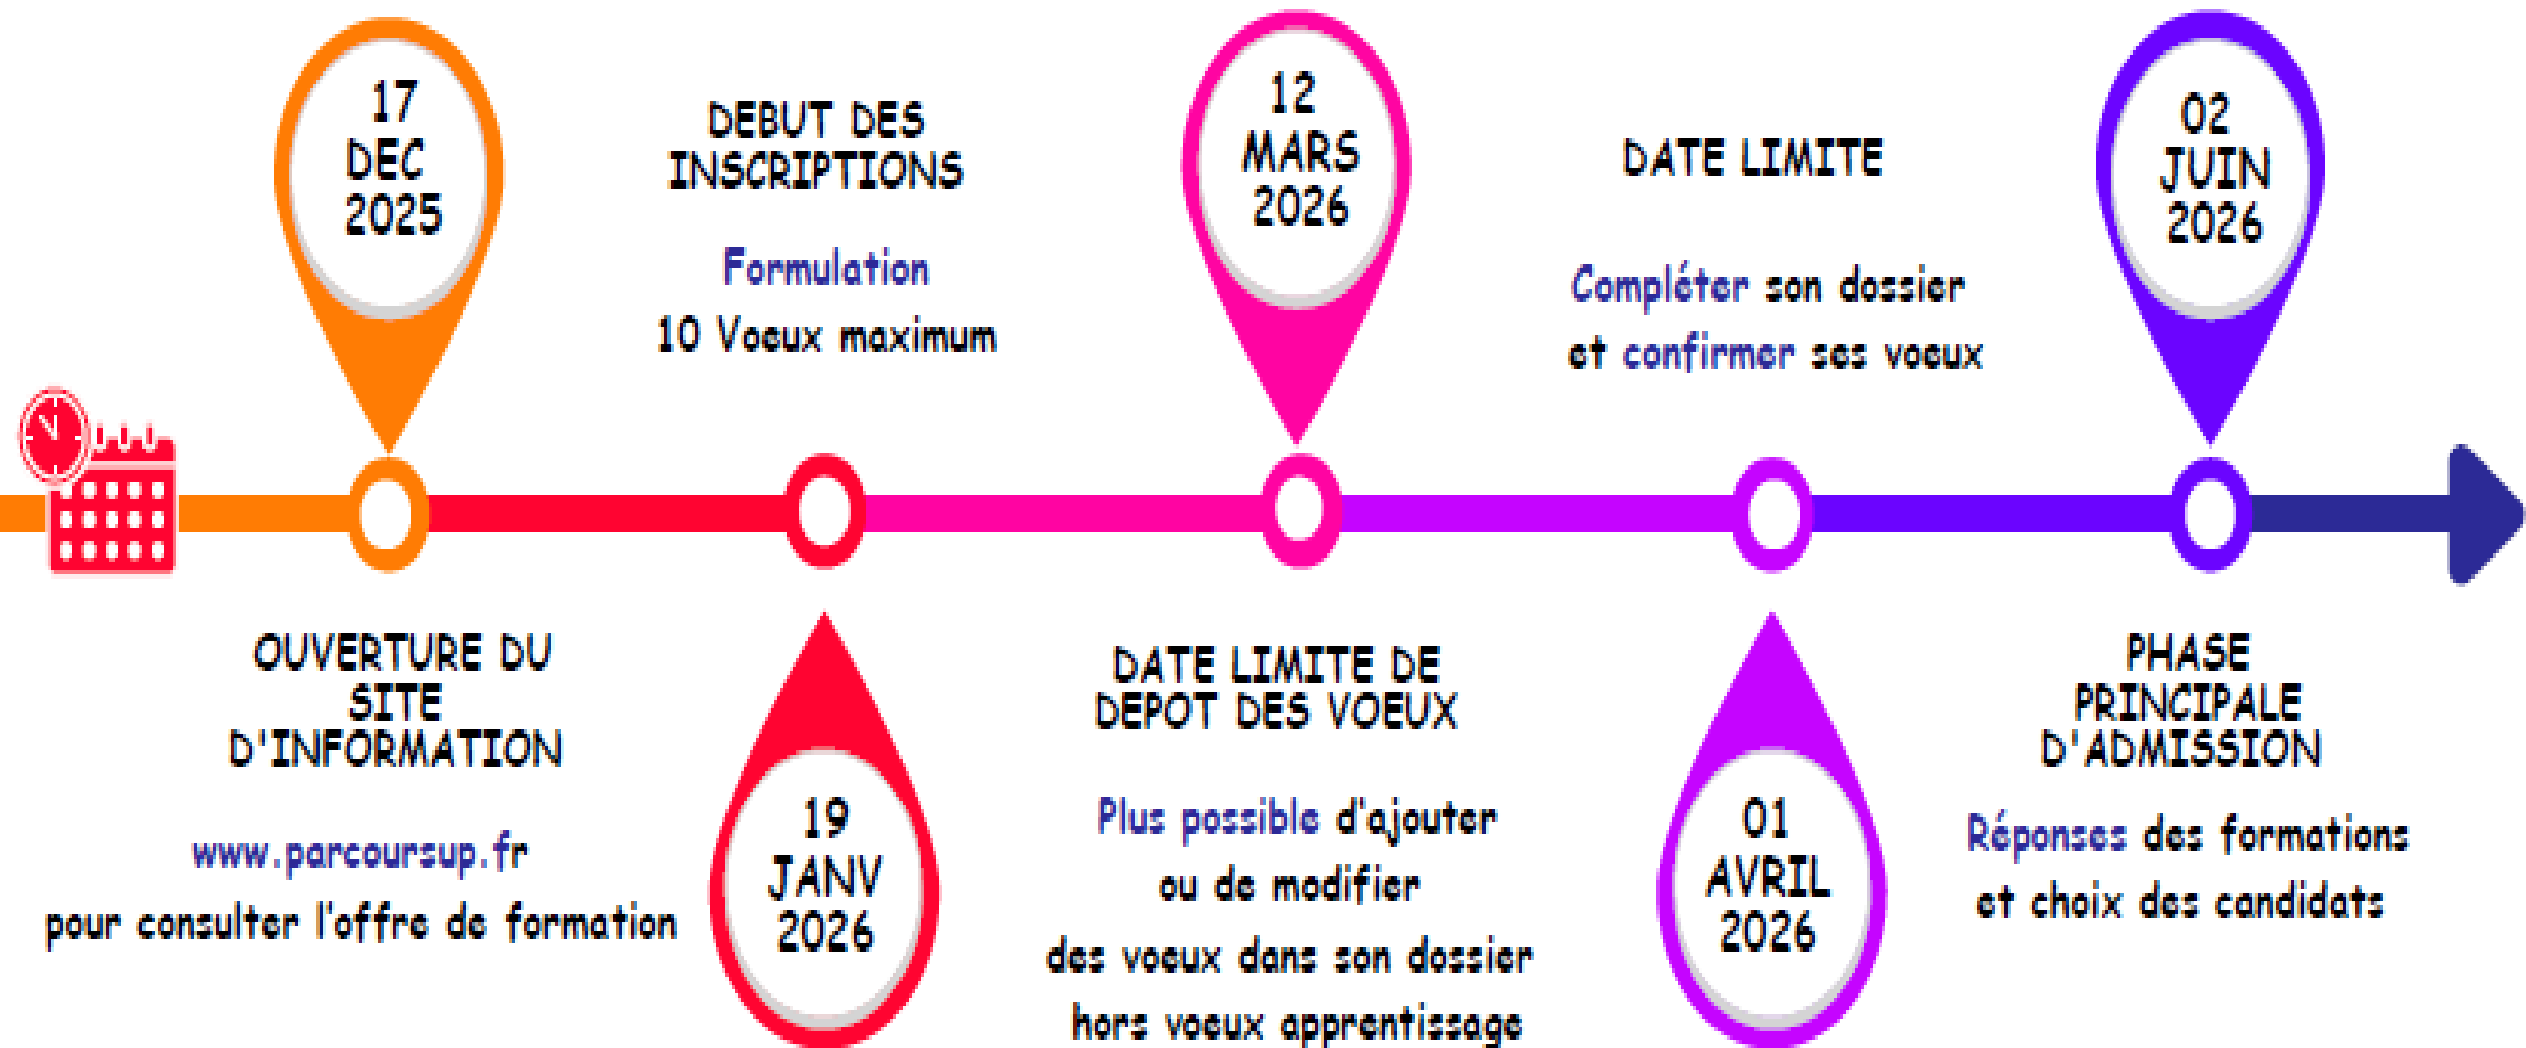 17
DEC
2025
OUVERTURE DU
SITE
D'INFORMATION
www.parcoursup.fr
pour consulter l'offre de formation
DEBUT DES
INSCRIPTIONS
Formulation
10 Voeux maximum
19
JANV
2026
12
MARS
2026
DATE LIMITE DE
DEPOT DES VOEUX
Plus possible d'ajouter
ou de modifier
des voeux dans son dossier
hors voeux apprentissage
DATE LIMITE
Compléter son dossier
et confirmer ses voeux
01
AVRIL
2026
02
JUIN
2026
PHASE
PRINCIPALE
D'ADMISSION
Réponses des formations
et choix des candidats